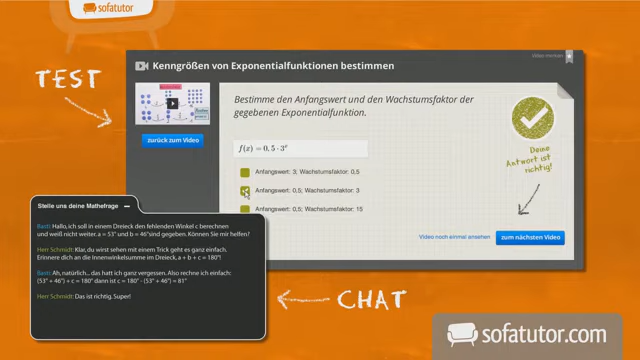 sofatutor
TEST
Kenngrößen von Exponentialfunktionen bestimmen
Bestimme den Anfangswert und den Wachstumsfaktor der
gegebenen Exponentialfunktion.
f(x) = 0,5 · 3^x
zurück zum Video
Anfangswert: 3, Wachstumsfaktor: 0,5
Anfangswert: 0,5; Wachstumsfaktor: 3
Anfangswert: 0,5; Wachstumsfaktor: 15
Deine
Antwort ist
richtig!
Video noch einmal ansehen
zum nächsten Video
Stelle uns deine Mathefrage
Basti: Hallo, ich soll in einem Dreieck den fehlenden Winkel c berechnen
und weiß nicht weiter. a = 53° und b = 46° sind gegeben. Können Sie mir helfen?
Herr Schmidt: Klar, du wirst sehen mit einem Trick geht es ganz einfach.
Erinnere dich an die Innenwinkelsumme im Dreieck, a + b + c = 180°!
Basti: Ah, natürlich... das hatt ich ganz vergessen. Also rechne ich einfach:
(53° + 46°) + c = 180° dann ist c = 180° - (53° + 46°) = 81°
Herr Schmidt: Das ist richtig. Super!
CHAT
sofatutor.com